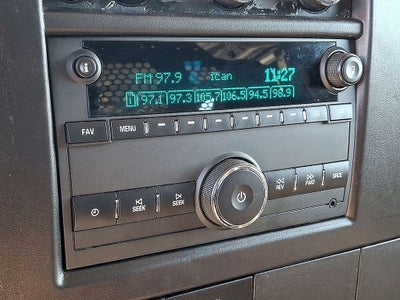 i
FM 97.9 ican 11:27
1 97.1 97.3 105.7 106.5 94.5 98.9
FAV MENU
SEEK SEEK REV FWD